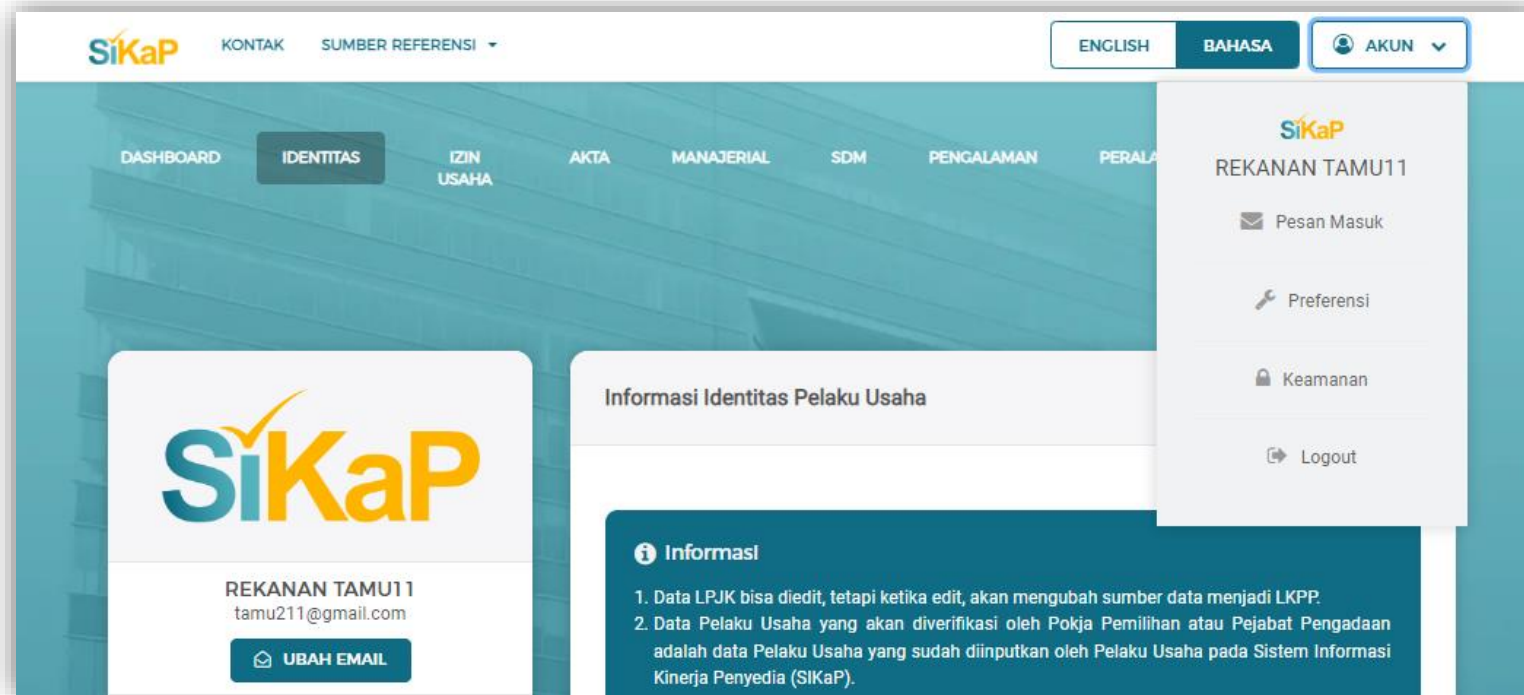 SiKaP KONTAK SUMBER REFERENSI ENGLISH BAHASA AKUN
SiKaP
REKANAN TAMU11
DASHBOARD IDENTITAS IZIN USAHA AKTA MANAJERIAL SDM PENGALAMAN
Pesan Masuk
Preferensi
Keamanan
Logout
SiKaP
REKANAN TAMU11
tamu211@gmail.com
UBAH EMAIL
Informasi Identitas Pelaku Usaha
Informasi
1. Data LPJK bisa diedit, tetapi ketika edit, akan mengubah sumber data menjadi LKPP.
2. Data Pelaku Usaha yang akan diverifikasi oleh Pokja Pemilihan atau Pejabat Pengadaan
adalah data Pelaku Usaha yang sudah diinputkan oleh Pelaku Usaha pada Sistem Informasi
Kinerja Penyedia (SIKaP).